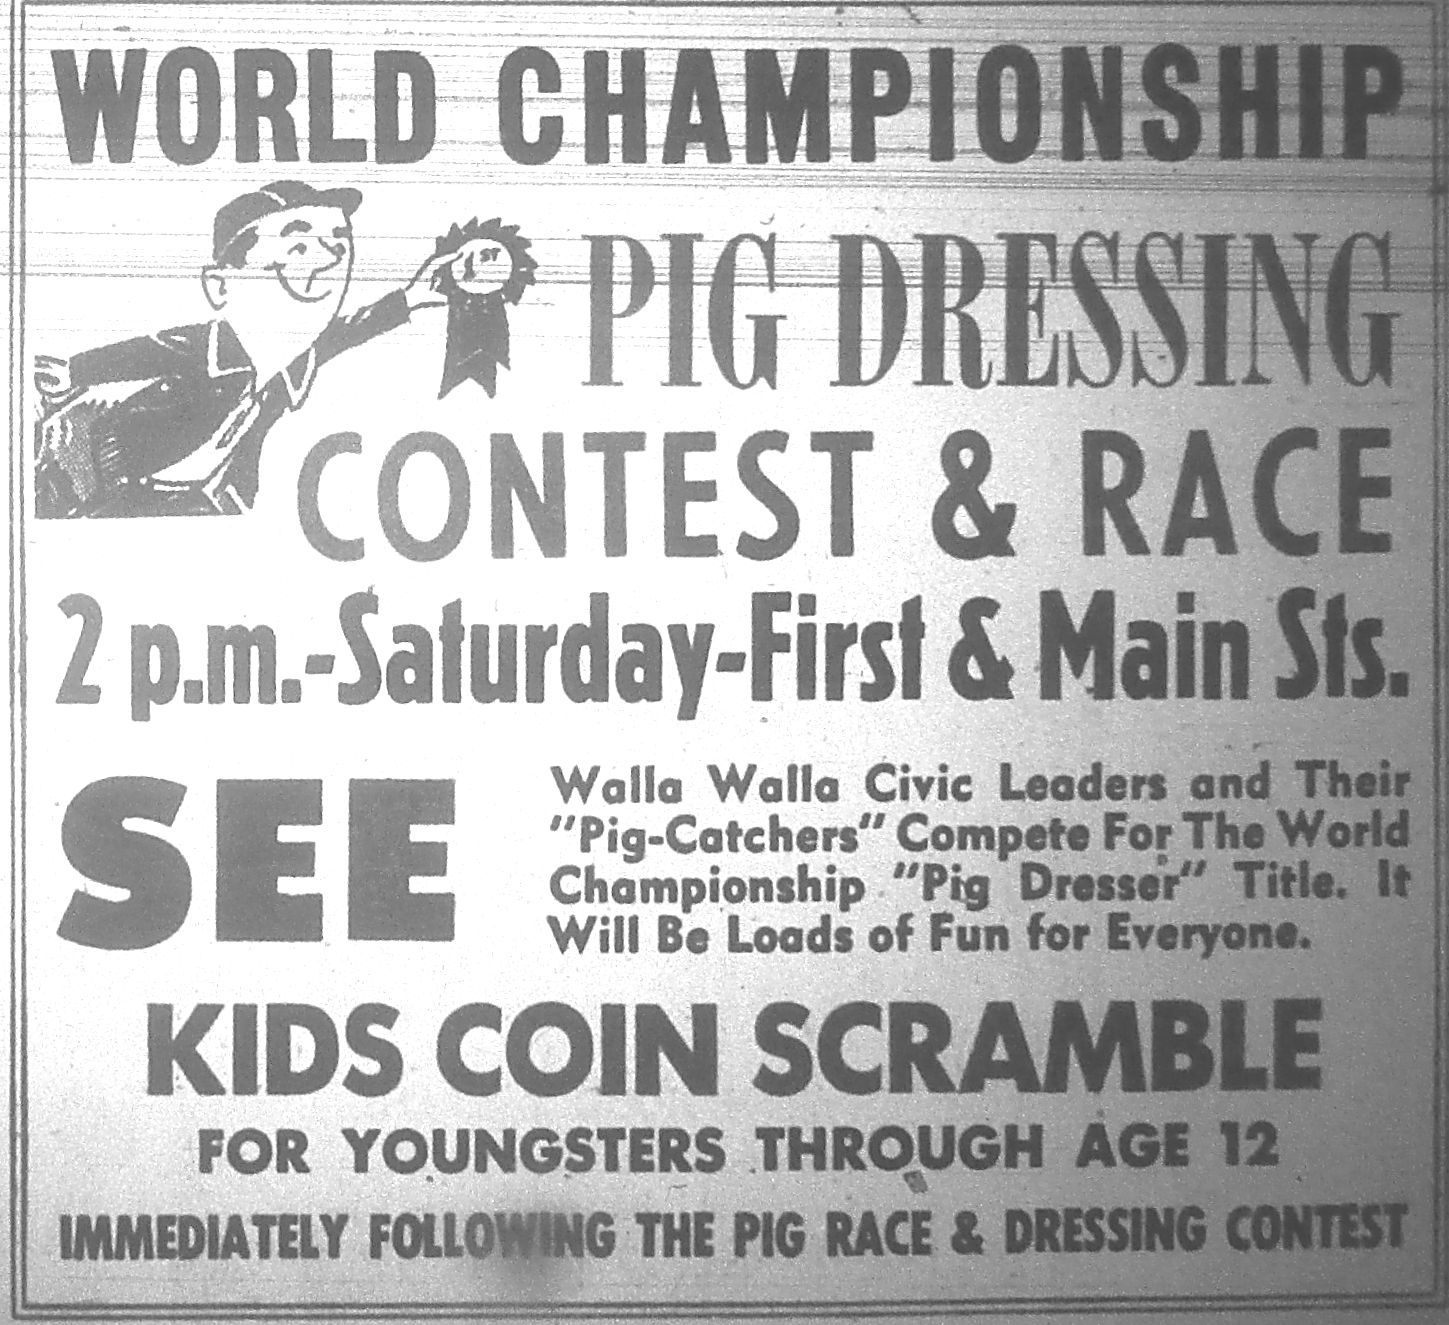 WORLD CHAMPIONSHIP
1ST
PIG DRESSING
CONTEST & RACE
2 p.m.-Saturday-First & Main Sts.
SEE
Walla Walla Civic Leaders and Their
"Pig-Catchers" Compete For The World
Championship "Pig Dresser" Title. It
Will Be Loads of Fun for Everyone.
KIDS COIN SCRAMBLE
FOR YOUNGSTERS THROUGH AGE 12
IMMEDIATELY FOLLOWING THE PIG RACE & DRESSING CONTEST